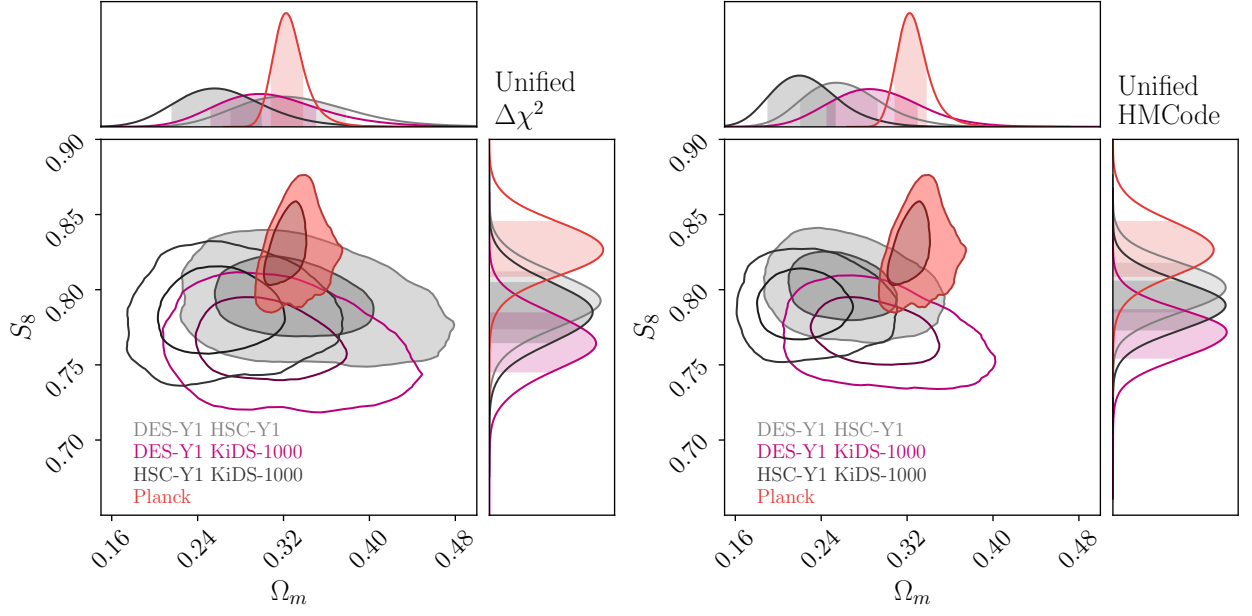 Unified
Δχ²
0.90
0.85
0.80
0.75
0.70
S₈
DES-Y1 HSC-Y1
DES-Y1 KiDS-1000
HSC-Y1 KiDS-1000
Planck
0.16
0.24
0.32
0.40
0.48
Ωₘ
Unified
HMCode
0.90
0.85
0.80
0.75
0.70
S₈
DES-Y1 HSC-Y1
DES-Y1 KiDS-1000
HSC-Y1 KiDS-1000
Planck
0.16
0.24
0.32
0.40
0.48
Ωₘ